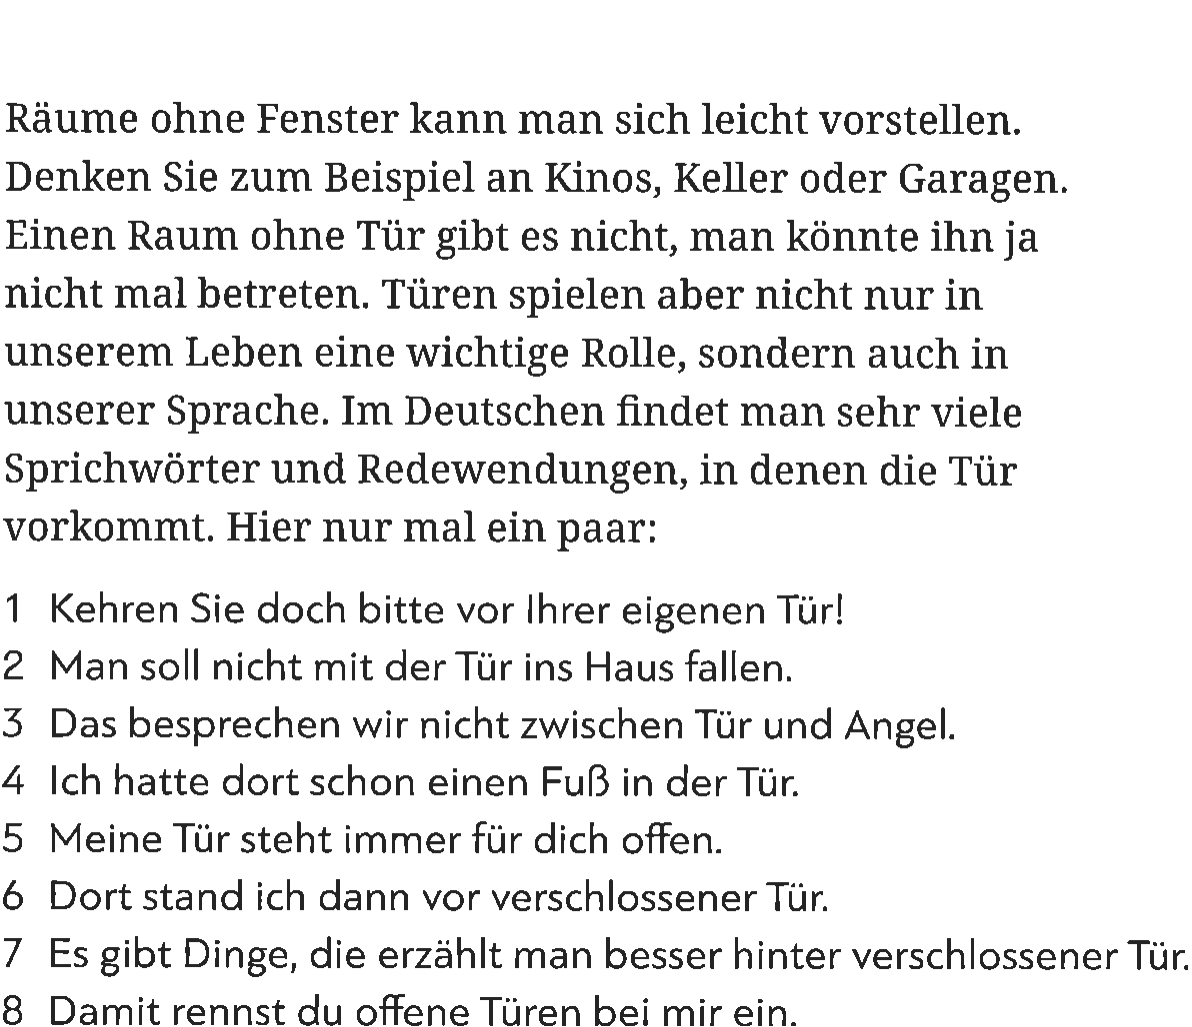 Räume ohne Fenster kann man sich leicht vorstellen.
Denken Sie zum Beispiel an Kinos, Keller oder Garagen.
Einen Raum ohne Tür gibt es nicht, man könnte ihn ja
nicht mal betreten. Türen spielen aber nicht nur in
unserem Leben eine wichtige Rolle, sondern auch in
unserer Sprache. Im Deutschen findet man sehr viele
Sprichwörter und Redewendungen, in denen die Tür
vorkommt. Hier nur mal ein paar:
1 Kehren Sie doch bitte vor Ihrer eigenen Tür!
2 Man soll nicht mit der Tür ins Haus fallen.
3 Das besprechen wir nicht zwischen Tür und Angel.
4 Ich hatte dort schon einen Fuß in der Tür.
5 Meine Tür steht immer für dich offen.
6 Dort stand ich dann vor verschlossener Tür.
7 Es gibt Dinge, die erzählt man besser hinter verschlossener Tür.
8 Damit rennst du offene Türen bei mir ein.